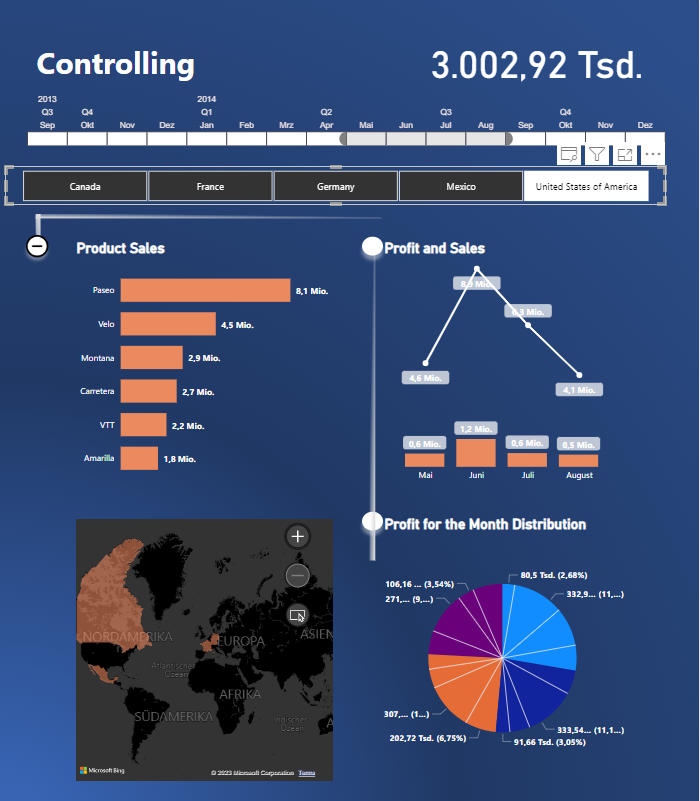 Controlling
3.002,92 Tsd.
2013 2014
Q3 Q4 Q1 Q2 Q3 Q4
Sep Okt Nov Dez Jan Feb Mrz Apr Mai Jun Jul Aug Sep Okt Nov Dez
Canada France Germany Mexico United States of America
Product Sales
Paseo 8,1 Mio.
Velo 4,5 Mio.
Montana 2,9 Mio.
Carretera 2,7 Mio.
VTT 2,2 Mio.
Amarilla 1,8 Mio.
Profit and Sales
8,9 Mio.
6,3 Mio.
4,6 Mio.
4,1 Mio.
1,2 Mio.
0,6 Mio. 0,6 Mio. 0,5 Mio.
Mai Juni Juli August
NORDAMERIKA
EUROPA
ASIEN
Atlantischer
Ozean
AFRIKA
SÜDAMERIKA
Indischer
Ozean
A
Microsoft Bing
© 2023 Microsoft Corporation Terms
Profit for the Month Distribution
80,5 Tsd. (2,68%)
106,16 ... (3,54%)
332,9... (11,...)
271,... (9,...)
307,... (1...)
333,54... (11,1...)
202,72 Tsd. (6,75%)
91,66 Tsd. (3,05%)